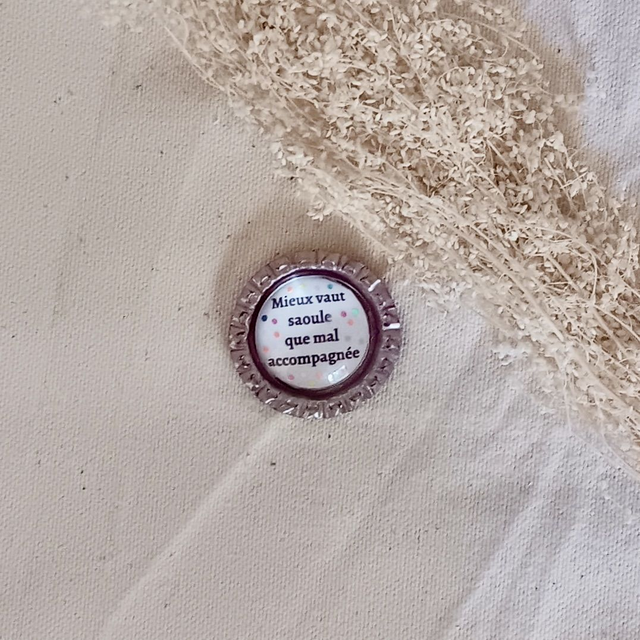 Mieux vaut
saoule
que mal
accompagnée